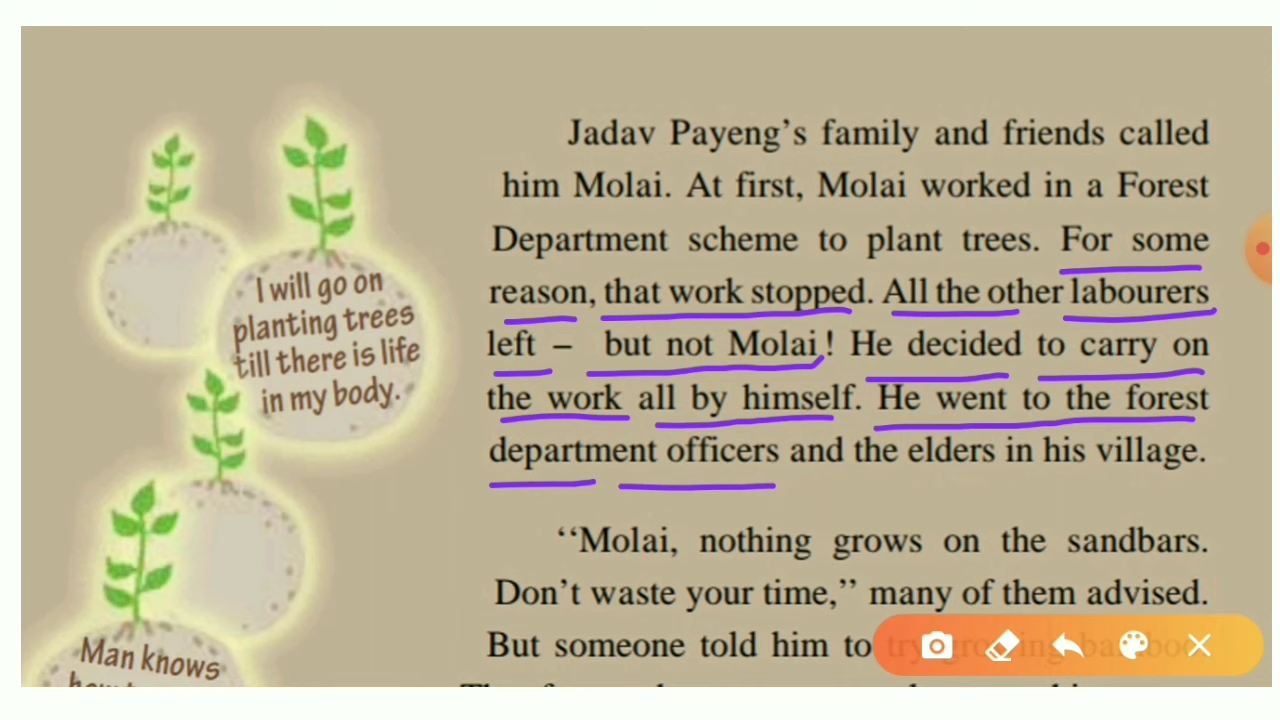 I will go on
planting trees
till there is life
in my body.
Man knows
Jadav Payeng's family and friends called
him Molai. At first, Molai worked in a Forest
Department scheme to plant trees. For some
reason, that work stopped. All the other labourers
left – but not Molai! He decided to carry on
the work all by himself. He went to the forest
department officers and the elders in his village.
‘‘Molai, nothing grows on the sandbars.
Don't waste your time,’’ many of them advised.
But someone told him to try growing